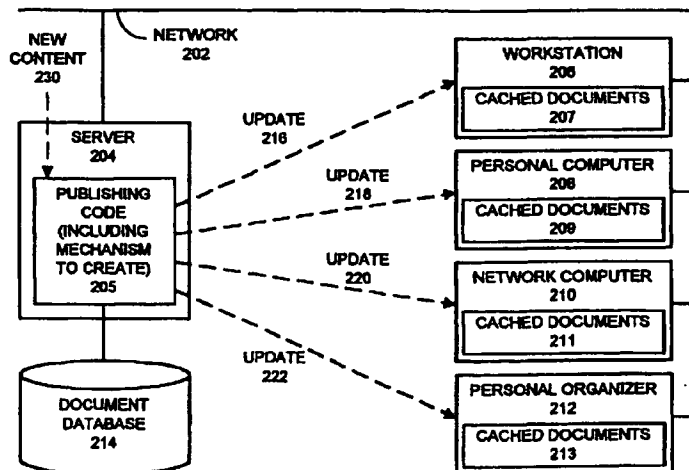 NEW
CONTENT
230
NETWORK
202
SERVER
204
PUBLISHING
CODE
(INCLUDING
MECHANISM
TO CREATE)
205
DOCUMENT
DATABASE
214
UPDATE
216
UPDATE
218
UPDATE
220
UPDATE
222
WORKSTATION
206
CACHED DOCUMENTS
207
PERSONAL COMPUTER
208
CACHED DOCUMENTS
209
NETWORK COMPUTER
210
CACHED DOCUMENTS
211
PERSONAL ORGANIZER
212
CACHED DOCUMENTS
213